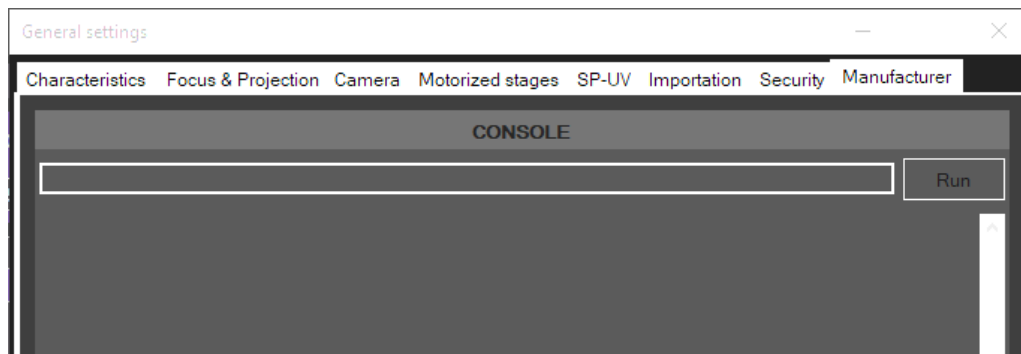 General settings
Characteristics Focus & Projection Camera Motorized stages SP-UV Importation Security Manufacturer
CONSOLE
Run